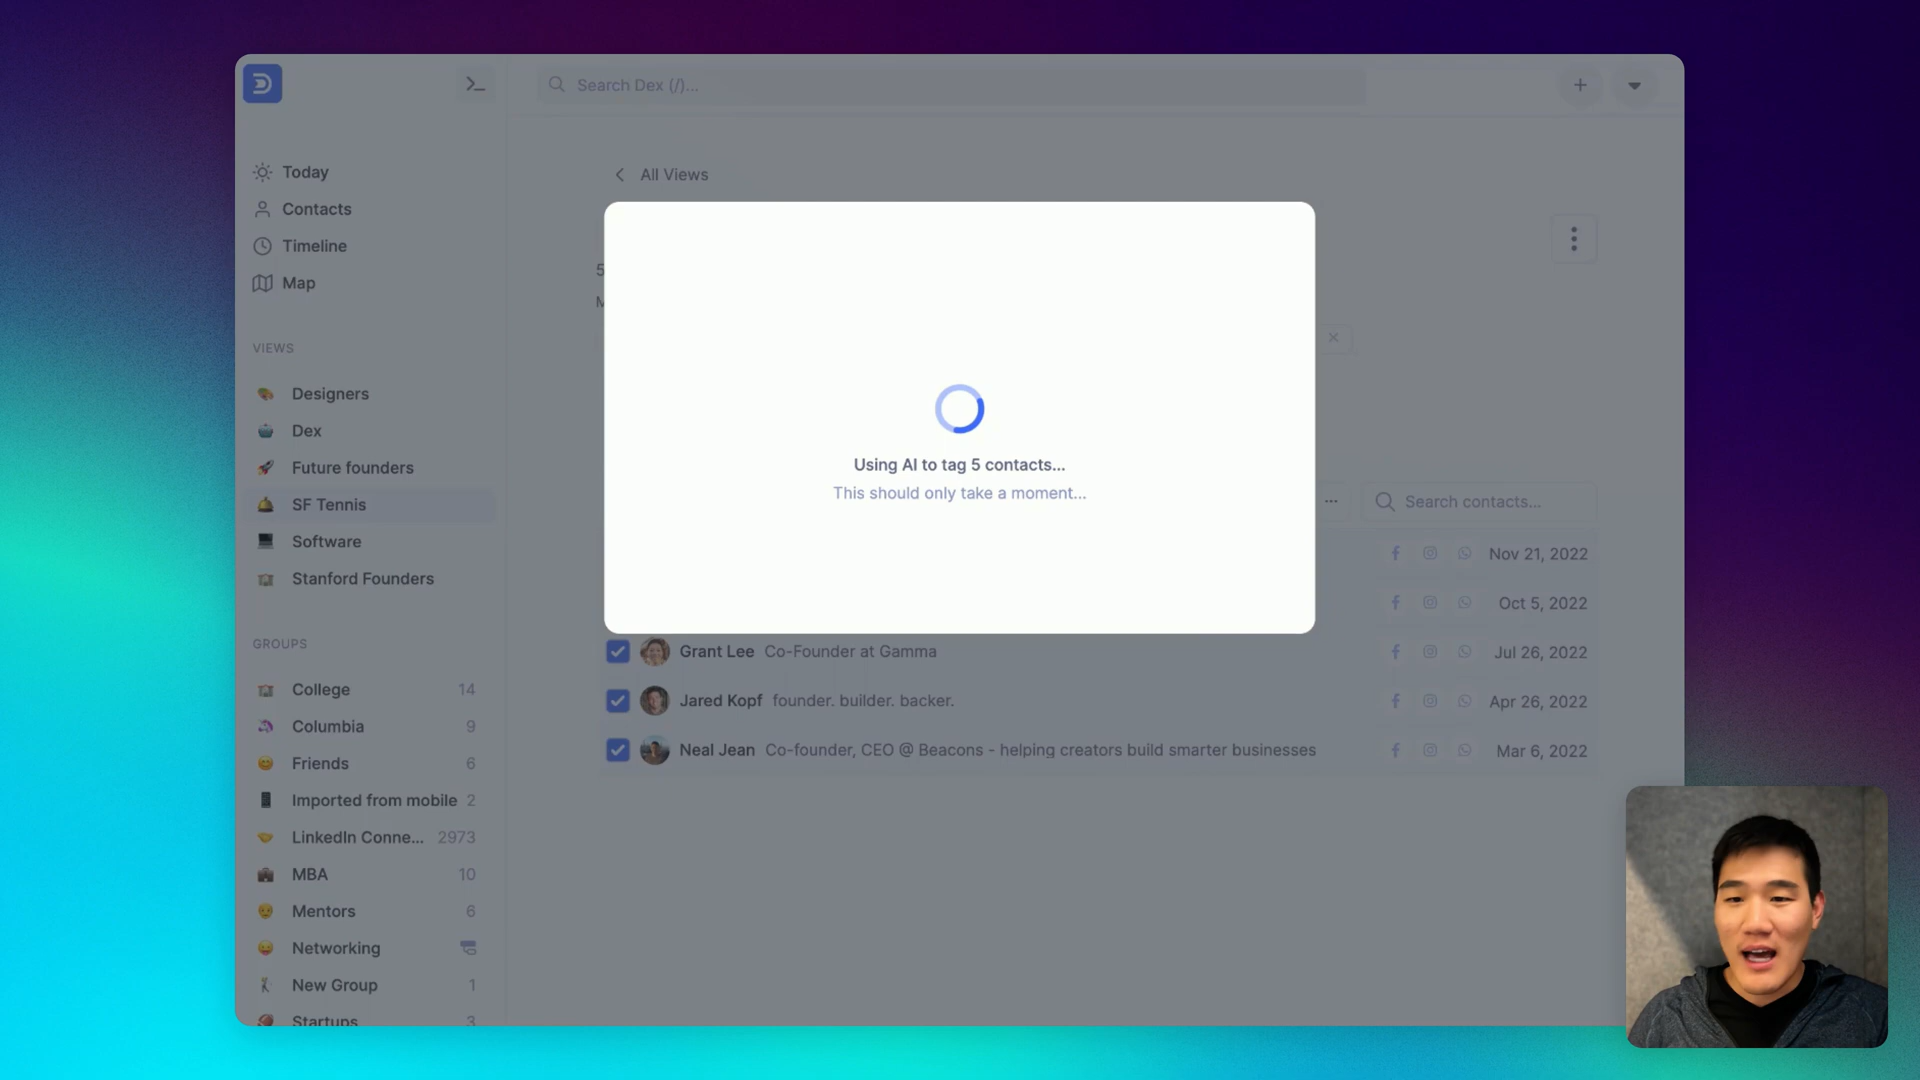 Search Dex (/)...
Today
Contacts
Timeline
Map
VIEWS
Designers
Dex
Future founders
SF Tennis
Software
Stanford Founders
GROUPS
College 14
Columbia 9
Friends 6
Imported from mobile 2
LinkedIn Conne... 2973
MBA 10
Mentors 6
Networking
New Group 1
Startups 3
All Views
5
M
Using AI to tag 5 contacts...
This should only take a moment...
Search contacts...
Nov 21, 2022
Oct 5, 2022
Grant Lee Co-Founder at Gamma Jul 26, 2022
Jared Kopf founder. builder. backer. Apr 26, 2022
Neal Jean Co-founder, CEO @ Beacons - helping creators build smarter businesses Mar 6, 2022